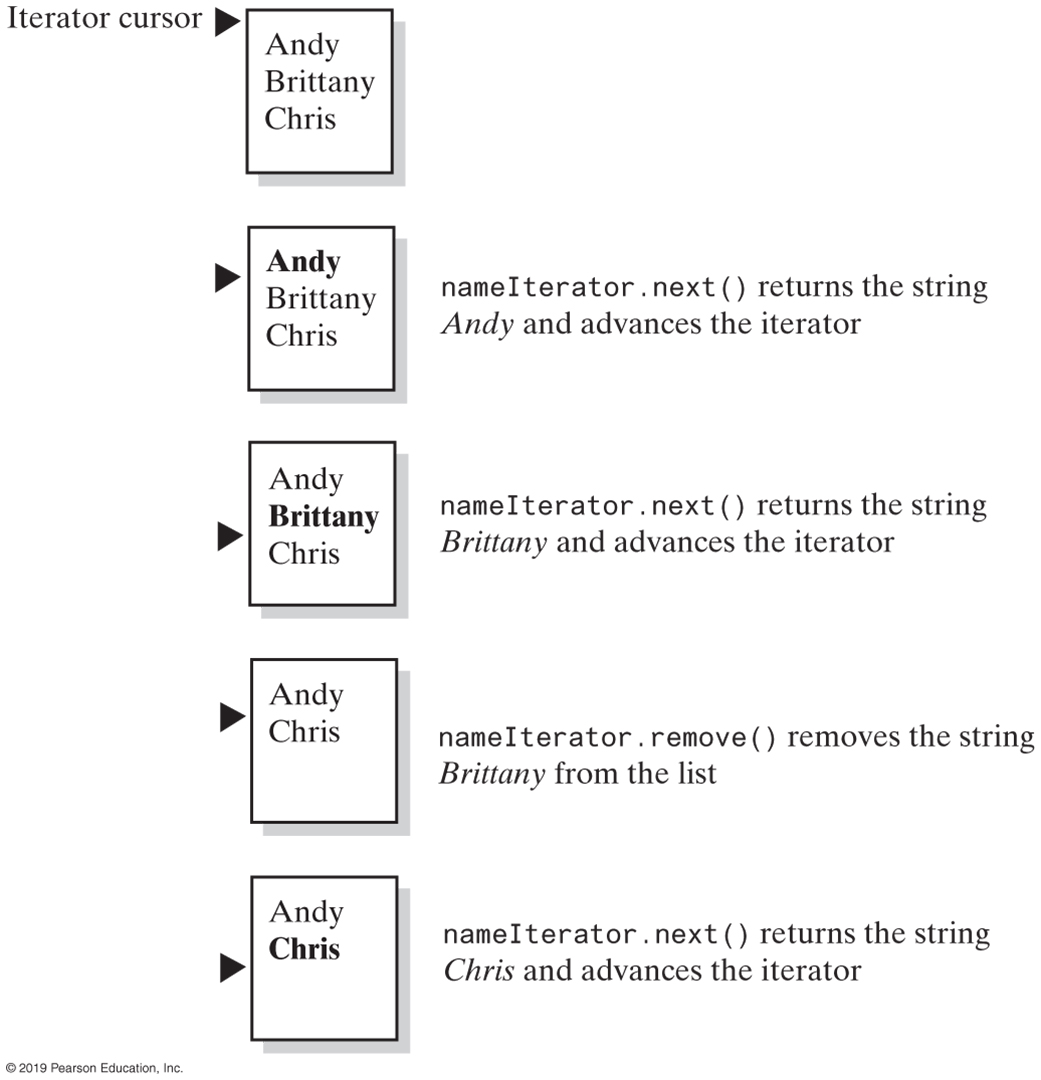 Iterator cursor
Andy
Brittany
Chris
Andy
Brittany
Chris
nameIterator.next() returns the string
Andy and advances the iterator
Andy
Brittany
Chris
nameIterator.next() returns the string
Brittany and advances the iterator
Andy
Chris
nameIterator.remove() removes the string
Brittany from the list
Andy
Chris
nameIterator.next() returns the string
Chris and advances the iterator
© 2019 Pearson Education, Inc.